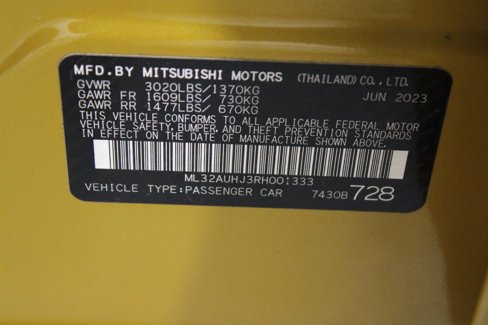 MFD.BY MITSUBISHI MOTORS (THAILAND) CO., LTD.
GVWR 3020LBS/1370KG JUN 2023
GAWR FR 1609LBS/ 730KG
GAWR RR 1477LBS/ 670KG
THIS VEHICLE CONFORMS TO ALL APPLICABLE FEDERAL MOTOR
VEHICLE SAFETY, BUMPER, AND THEFT PREVENTION STANDARDS
IN EFFECT ON THE DATE OF MANUFACTURE SHOWN ABOVE.
ML32AUHJ3RH001333
VEHICLE TYPE:PASSENGER CAR 7430B 728